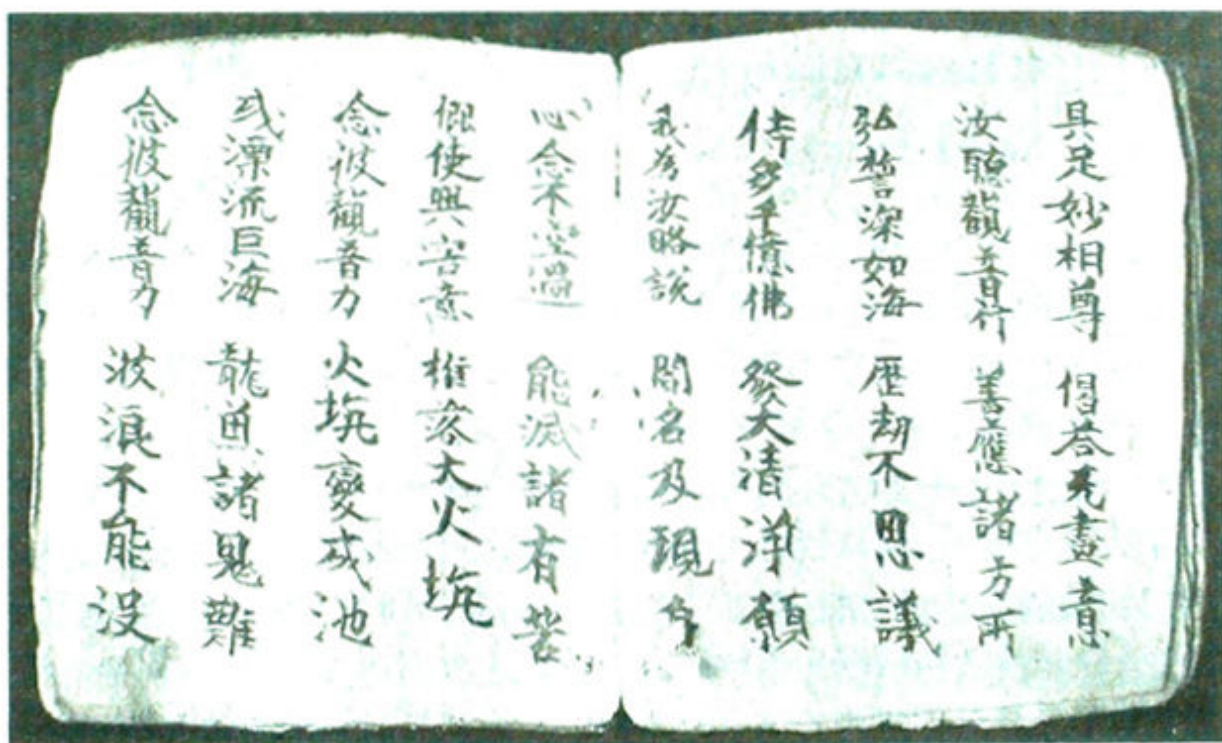 具足妙相尊 偈荅无盡意
汝聽觀音行 善應諸方所
弘誓深如海 歷劫不思議
侍多千億佛 發大清淨願
我為汝略說 聞名及現身
心念不空過 能滅諸有苦
假使興害意 推落大火坑
念彼觀音力 火坑變成池
或漂流巨海 龍魚諸鬼難
念彼觀音力 波浪不能沒